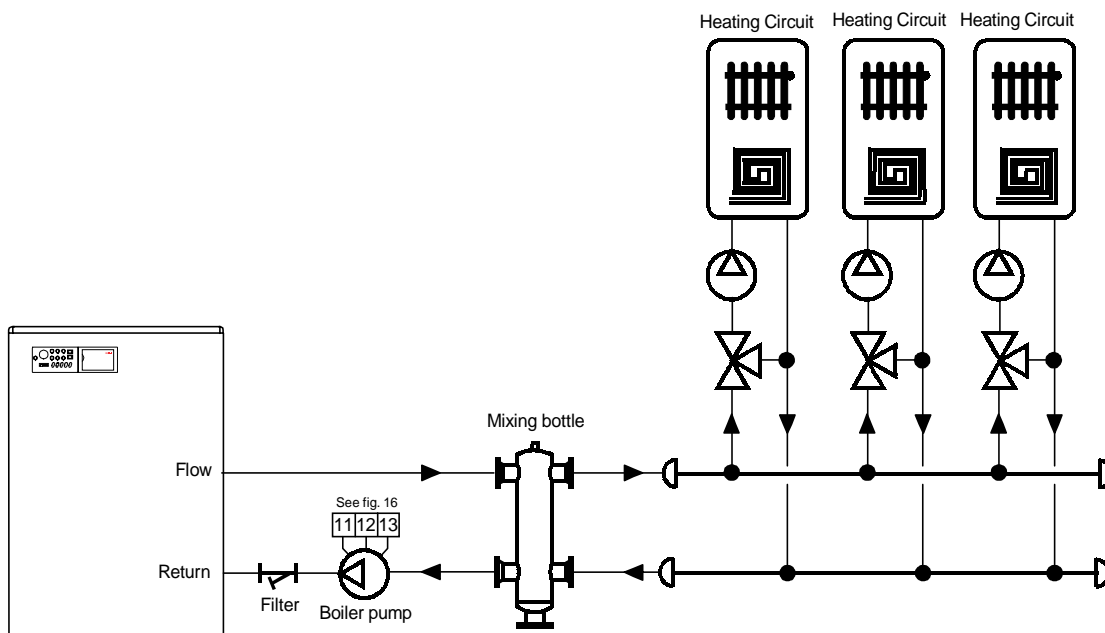 Heating Circuit
Heating Circuit
Heating Circuit
Mixing bottle
Flow
See fig. 16
11 12 13
Return
Filter
Boiler pump